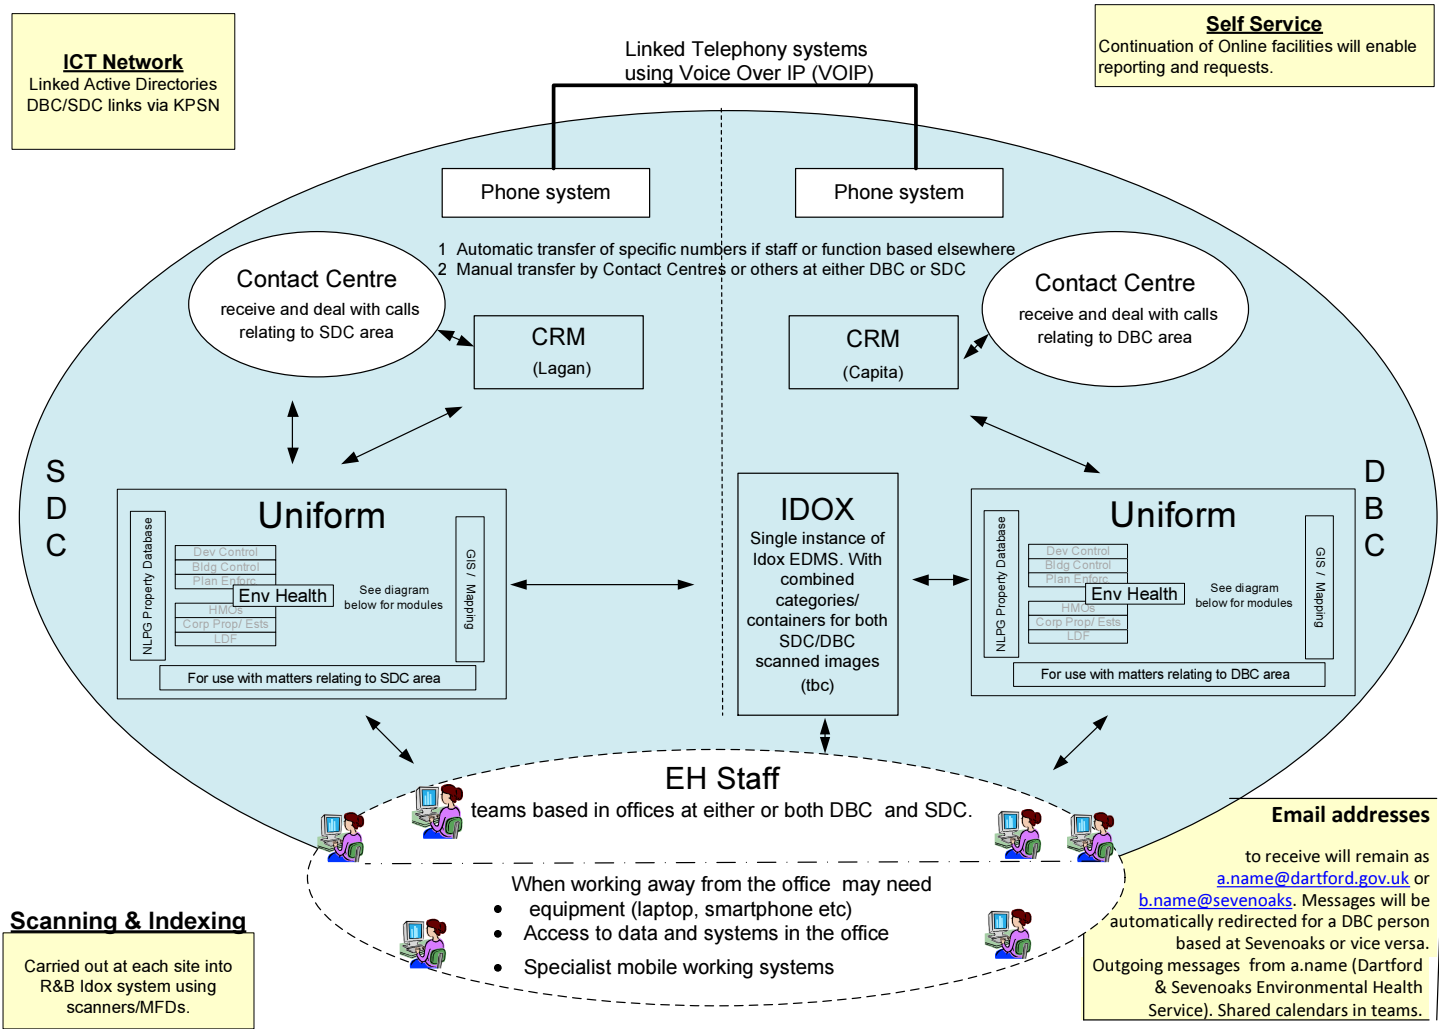 ICT Network
Linked Active Directories
DBC/SDC links via KPSN
Linked Telephony systems
using Voice Over IP (VOIP)
Self Service
Continuation of Online facilities will enable
reporting and requests.
Phone system
Phone system
1 Automatic transfer of specific numbers if staff or function based elsewhere
2 Manual transfer by Contact Centres or others at either DBC or SDC
Contact Centre
receive and deal with calls
relating to SDC area
CRM
(Lagan)
CRM
(Capita)
Contact Centre
receive and deal with calls
relating to DBC area
S
D
C
D
B
C
Uniform
NLPG Property Database
Dev Control
Bldg Control
Plan Enforc
Env Health
HMOs
Corp Prop/ Ests
LDF
See diagram
below for modules
GIS / Mapping
For use with matters relating to SDC area
IDOX
Single instance of
Idox EDMS. With
combined
categories/
containers for both
SDC/DBC
scanned images
(tbc)
Uniform
NLPG Property Database
Dev Control
Bldg Control
Plan Enforc
Env Health
HMOs
Corp Prop/ Ests
LDF
See diagram
below for modules
GIS / Mapping
For use with matters relating to DBC area
EH Staff
teams based in offices at either or both DBC and SDC.
When working away from the office may need
• equipment (laptop, smartphone etc)
• Access to data and systems in the office
• Specialist mobile working systems
Scanning & Indexing
Carried out at each site into
R&B Idox system using
scanners/MFDs.
Email addresses
to receive will remain as
a.name@dartford.gov.uk or
b.name@sevenoaks. Messages will be
automatically redirected for a DBC person
based at Sevenoaks or vice versa.
Outgoing messages from a.name (Dartford
& Sevenoaks Environmental Health
Service). Shared calendars in teams.